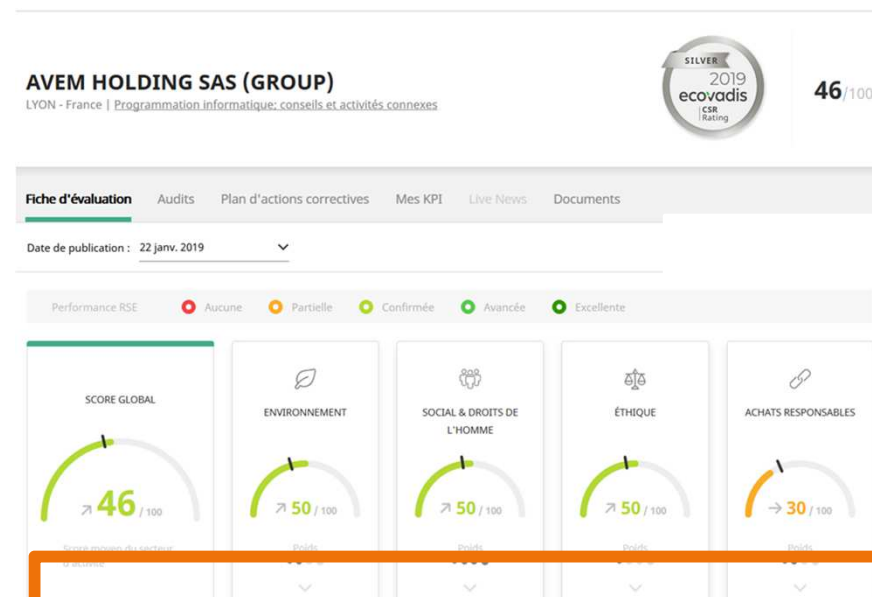 AVEM HOLDING SAS (GROUP)
LYON - France | Programmation informatique; conseils et activités connexes
SILVER
2019
ecovadis
CSR
Rating
46/100
Fiche d'évaluation Audits Plan d'actions correctives Mes KPI Live News Documents
Date de publication : 22 janv. 2019
Performance RSE Aucune Partielle Confirmée Avancée Excellente
SCORE GLOBAL
46 / 100
Score moyen du secteur
d'activité
ENVIRONNEMENT
50 / 100
Poids
SOCIAL & DROITS DE
L'HOMME
50 / 100
Poids
ÉTHIQUE
50 / 100
Poids
ACHATS RESPONSABLES
30 / 100
Poids